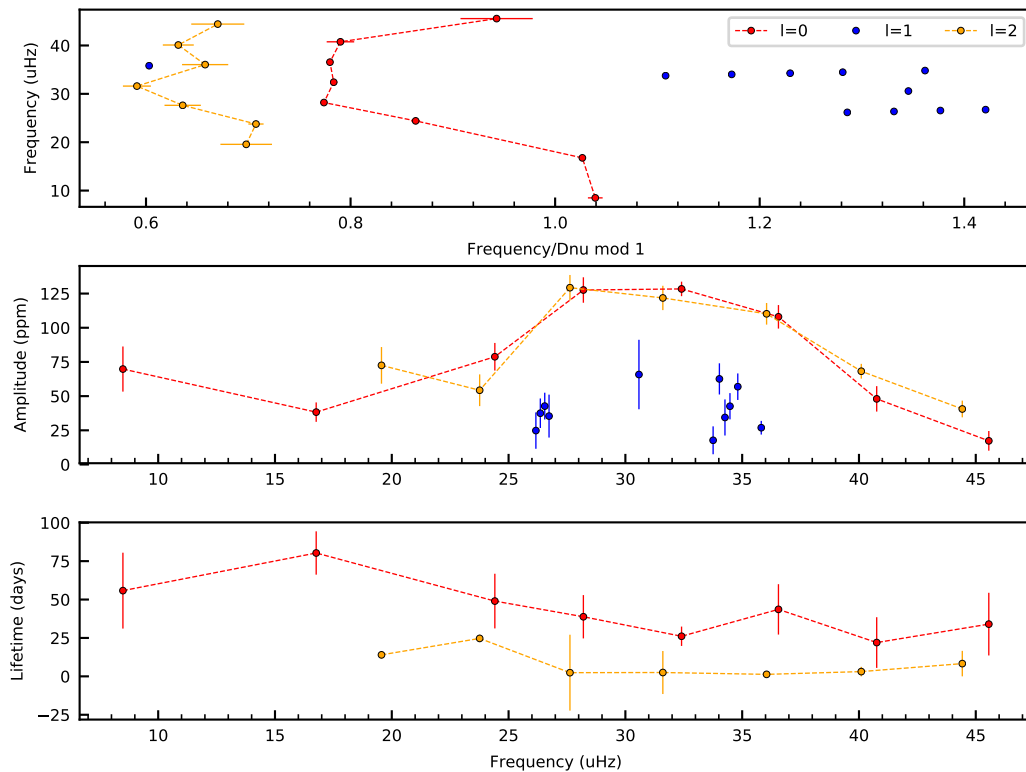 l=0 l=1 l=2
40
30
20
10
Frequency (uHz)
0.6 0.8 1.0 1.2 1.4
Frequency/Dnu mod 1
125
100
75
50
25
0
Amplitude (ppm)
10 15 20 25 30 35 40 45
100
75
50
25
0
−25
Lifetime (days)
10 15 20 25 30 35 40 45
Frequency (uHz)